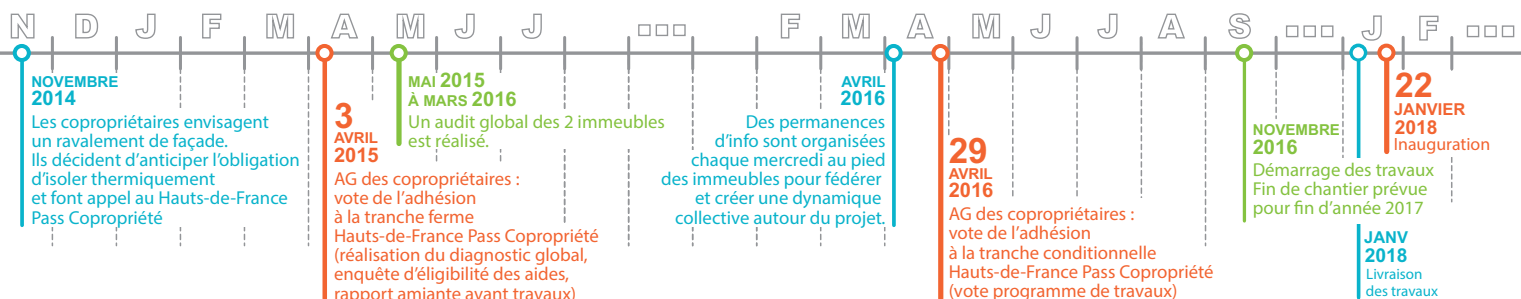 N D J F M A M J J ... F M A M J J A S ... J F ...
NOVEMBRE
2014
Les copropriétaires envisagent
un ravalement de façade.
Ils décident d'anticiper l'obligation
d'isoler thermiquement
et font appel au Hauts-de-France
Pass Copropriété
3
AVRIL
2015
AG des copropriétaires :
vote de l'adhésion
à la tranche ferme
Hauts-de-France Pass Copropriété
(réalisation du diagnostic global,
enquête d'éligibilité des aides,
rapport amiante avant travaux)
MAI 2015
À MARS 2016
Un audit global des 2 immeubles
est réalisé.
AVRIL
2016
Des permanences
d'info sont organisées
chaque mercredi au pied
des immeubles pour fédérer
et créer une dynamique
collective autour du projet.
29
AVRIL
2016
AG des copropriétaires :
vote de l'adhésion
à la tranche conditionnelle
Hauts-de-France Pass Copropriété
(vote programme de travaux)
NOVEMBRE
2016
Démarrage des travaux
Fin de chantier prévue
pour fin d'année 2017
JANV
2018
Livraison
des travaux
22
JANVIER
2018
Inauguration